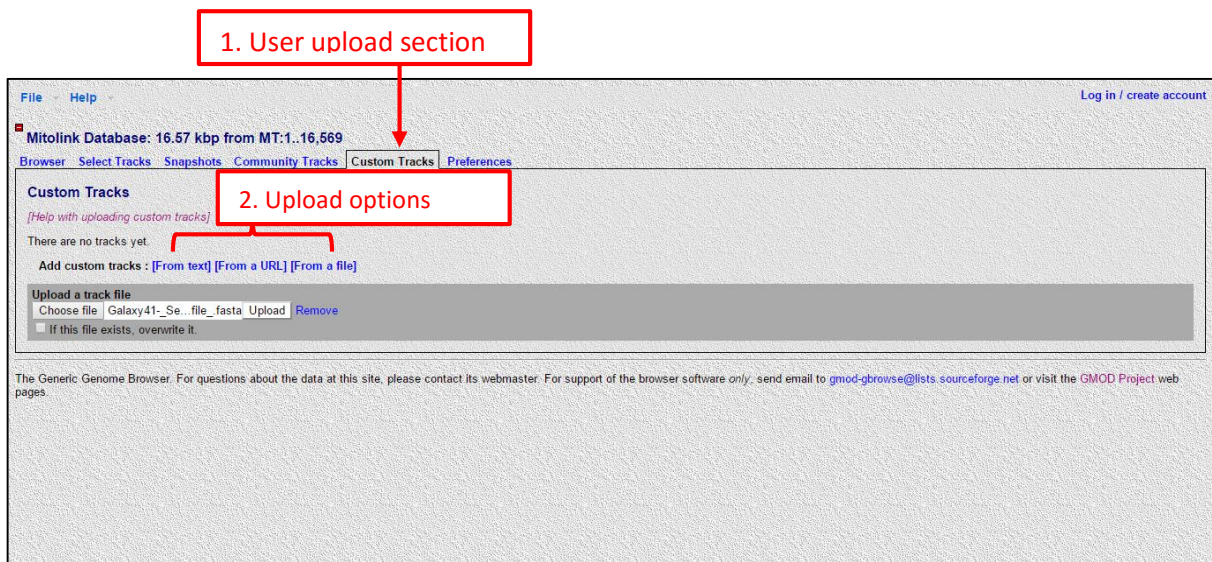 1. User upload section
File Help
Log in / create account
Mitolink Database: 16.57 kbp from MT:1..16,569
Browser Select Tracks Snapshots Community Tracks Custom Tracks Preferences
Custom Tracks
2. Upload options
[Help with uploading custom tracks]
There are no tracks yet.
Add custom tracks : [From text] [From a URL] [From a file]
Upload a track file
Choose file Galaxy41-_Se...file_.fasta Upload Remove
If this file exists, overwrite it.
The Generic Genome Browser. For questions about the data at this site, please contact its webmaster. For support of the browser software only, send email to gmod-gbrowse@lists.sourceforge.net or visit the GMOD Project web
pages.